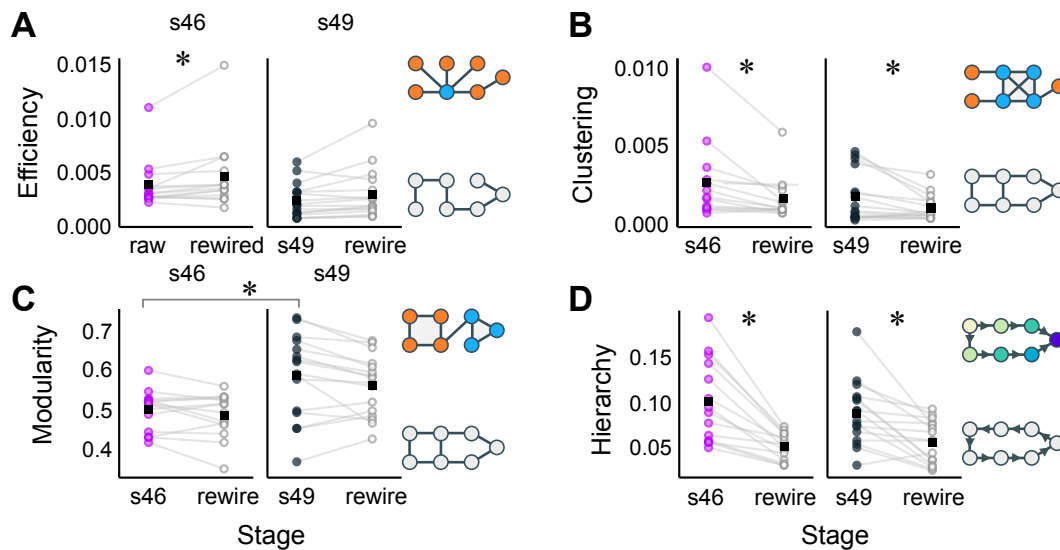 A
s46
s49
*
Efficiency
0.015
0.010
0.005
0.000
raw
rewired
s49
rewire
B
*
*
Clustering
0.010
0.005
0.000
s46
rewire
s49
rewire
C
s46
s49
*
Modularity
0.7
0.6
0.5
0.4
s46
rewire
s49
rewire
Stage
D
*
*
Hierarchy
0.15
0.10
0.05
s46
rewire
s49
rewire
Stage